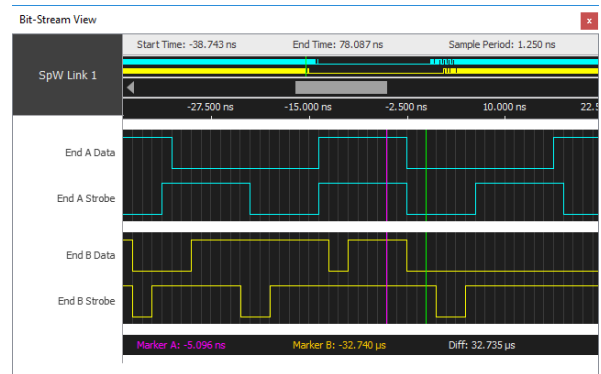 Bit-Stream View
x
Start Time: -38.743 ns End Time: 78.087 ns Sample Period: 1.250 ns
SpW Link 1
-27.500 ns -15.000 ns -2.500 ns 10.000 ns 22.5
End A Data
End A Strobe
End B Data
End B Strobe
Marker A: -5.096 ns Marker B: -32.740 µs Diff: 32.735 µs